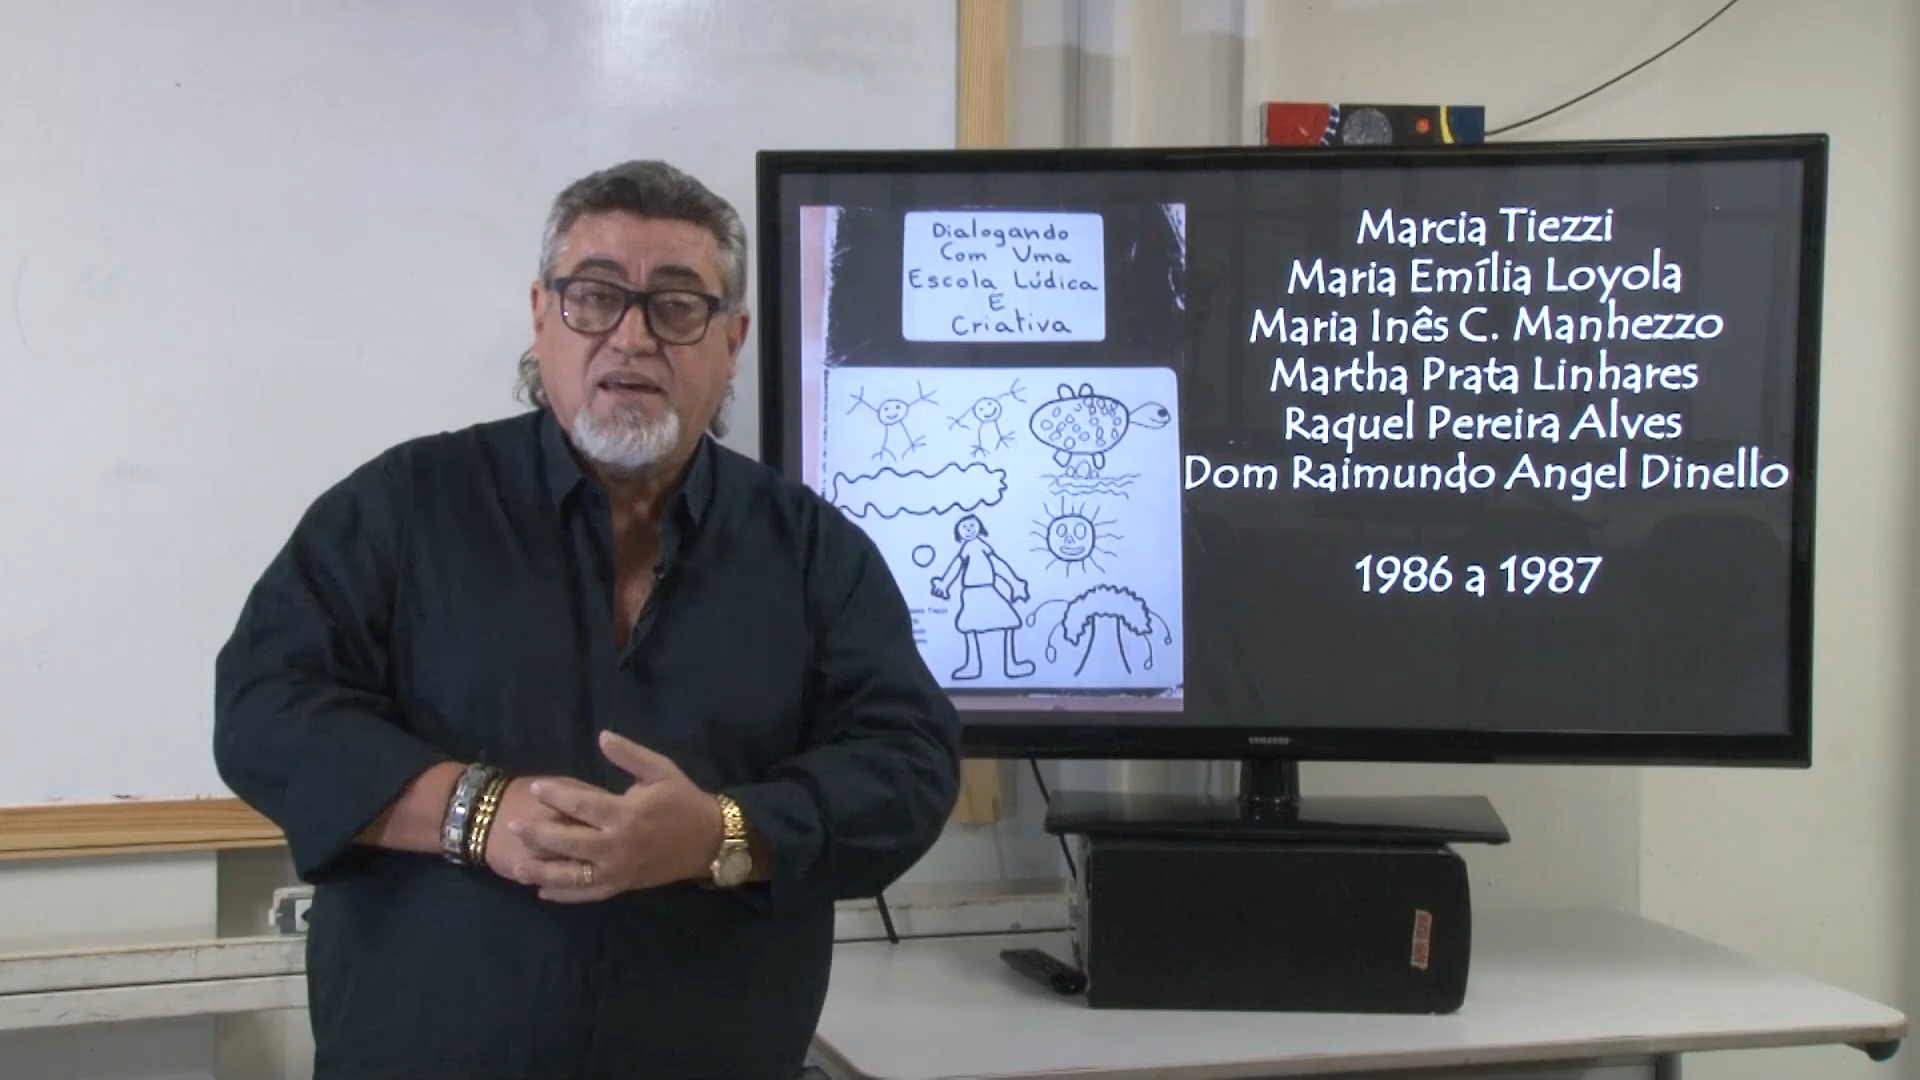 Dialogando
Com Uma
Escola Lúdica
E
Criativa
Marcia Tiezzi
Maria Emília Loyola
Maria Inês C. Manhezzo
Martha Prata Linhares
Raquel Pereira Alves
Dom Raimundo Angel Dinello
1986 a 1987
SAMSUNG